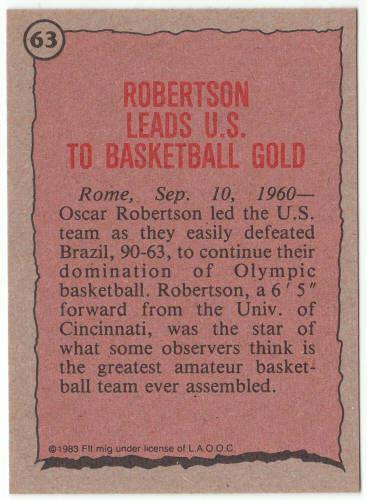 63
ROBERTSON
LEADS U.S.
TO BASKETBALL GOLD
Rome, Sep. 10, 1960—
Oscar Robertson led the U.S.
team as they easily defeated
Brazil, 90-63, to continue their
domination of Olympic
basketball. Robertson, a 6' 5"
forward from the Univ. of
Cincinnati, was the star of
what some observers think is
the greatest amateur basket-
ball team ever assembled.
©1983 Flt mig under license of L.A.O.O.C.